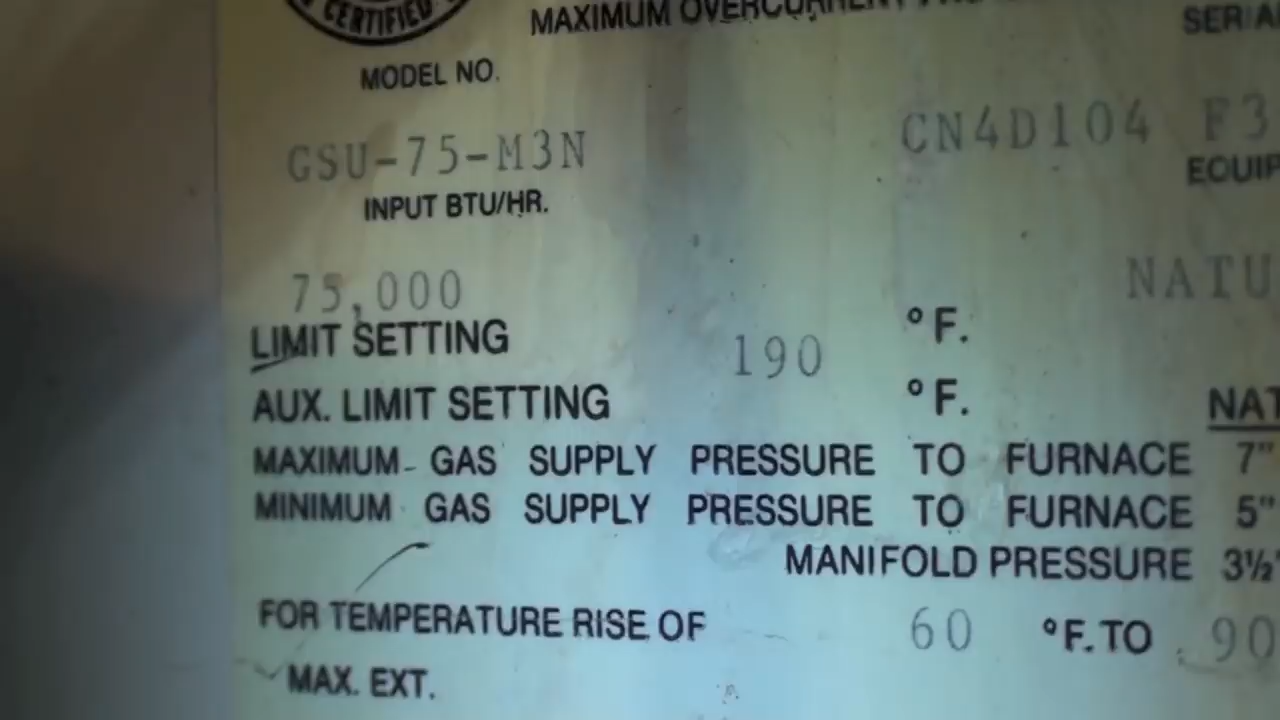 CERTIFIED
MAXIMUM OVERCURRENT
MODEL NO.
GSU-75-M3N
CN4D104 F3
INPUT BTU/HR.
75,000
NATU
LIMIT SETTING 190 °F.
AUX. LIMIT SETTING °F.
NAT
MAXIMUM GAS SUPPLY PRESSURE TO FURNACE 7"
MINIMUM GAS SUPPLY PRESSURE TO FURNACE 5"
MANIFOLD PRESSURE 3½"
FOR TEMPERATURE RISE OF 60 °F. TO 90
MAX. EXT.